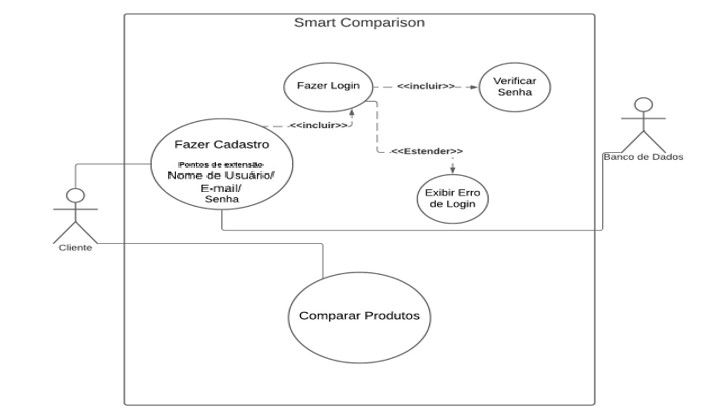 Smart Comparison
Fazer Login
<<incluir>>
Verificar
Senha
<<incluir>>
Fazer Cadastro
Pontos de extensão
Nome de Usuário/
E-mail/
Senha
<<Estender>>
Exibir Erro
de Login
Banco de Dados
Cliente
Comparar Produtos